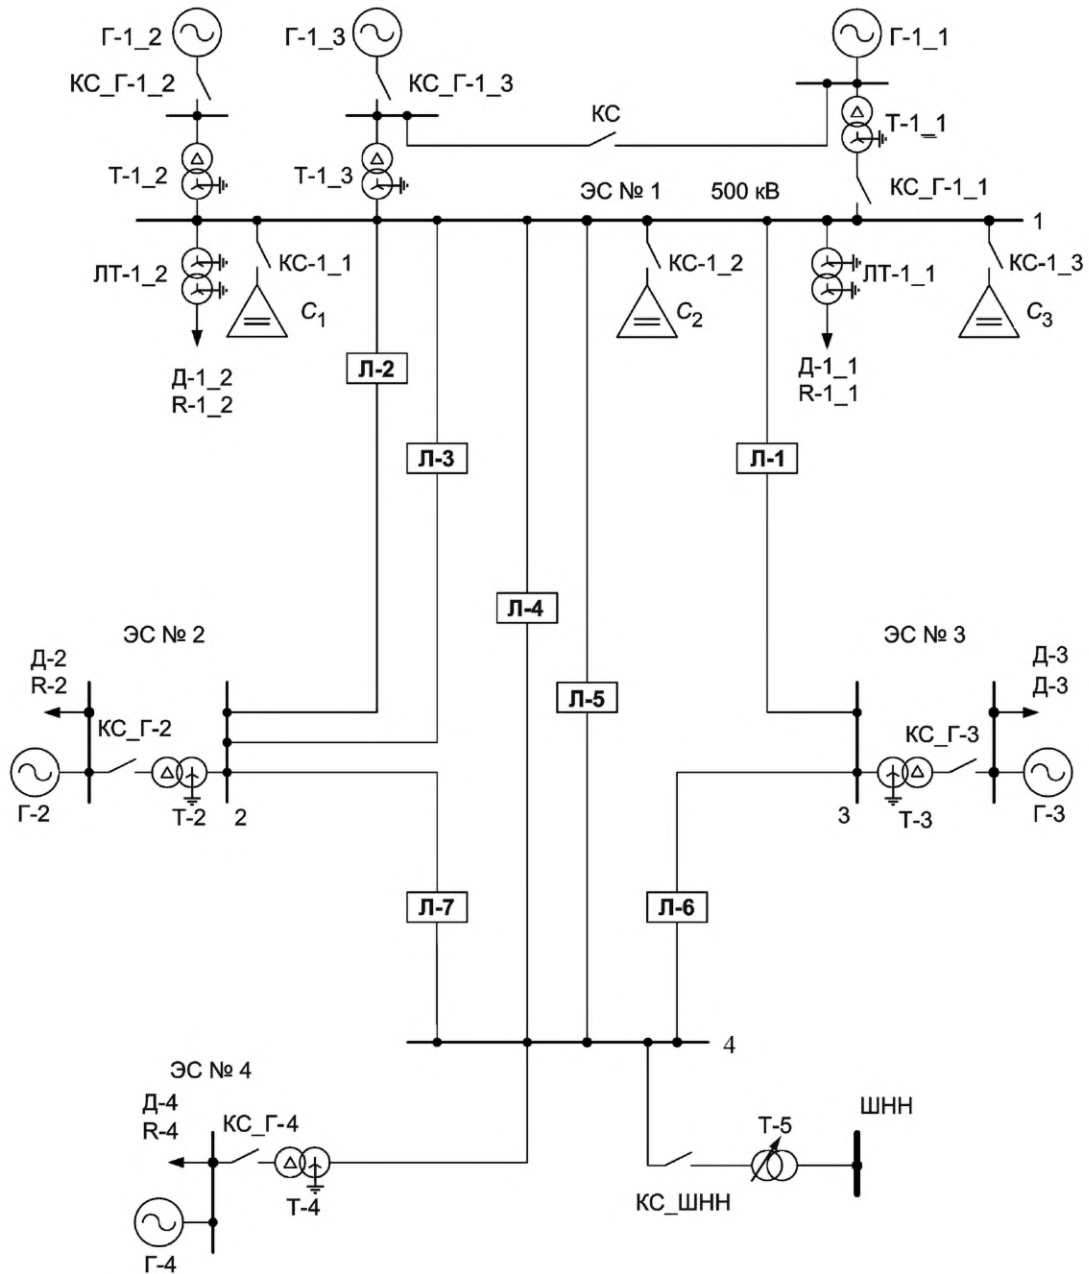 Г-1_2
Г-1_3
Г-1_1
КС_Г-1_2
КС_Г-1_3
КС
Т-1_1
Т-1_2
Т-1_3
ЭС № 1
500 кВ
КС_Г-1_1
1
ЛТ-1_2
КС-1_1
КС-1_2
ЛТ-1_1
КС-1_3
C1
C2
C3
Д-1_2
R-1_2
Л-2
Д-1_1
R-1_1
Л-3
Л-1
Л-4
ЭС № 2
ЭС № 3
Д-2
R-2
Л-5
Д-3
Д-3
КС_Г-2
КС_Г-3
Г-2
Т-2
2
3
Т-3
Г-3
Л-7
Л-6
4
ЭС № 4
Д-4
R-4
КС_Г-4
Т-5
ШНН
Т-4
КС_ШНН
Г-4